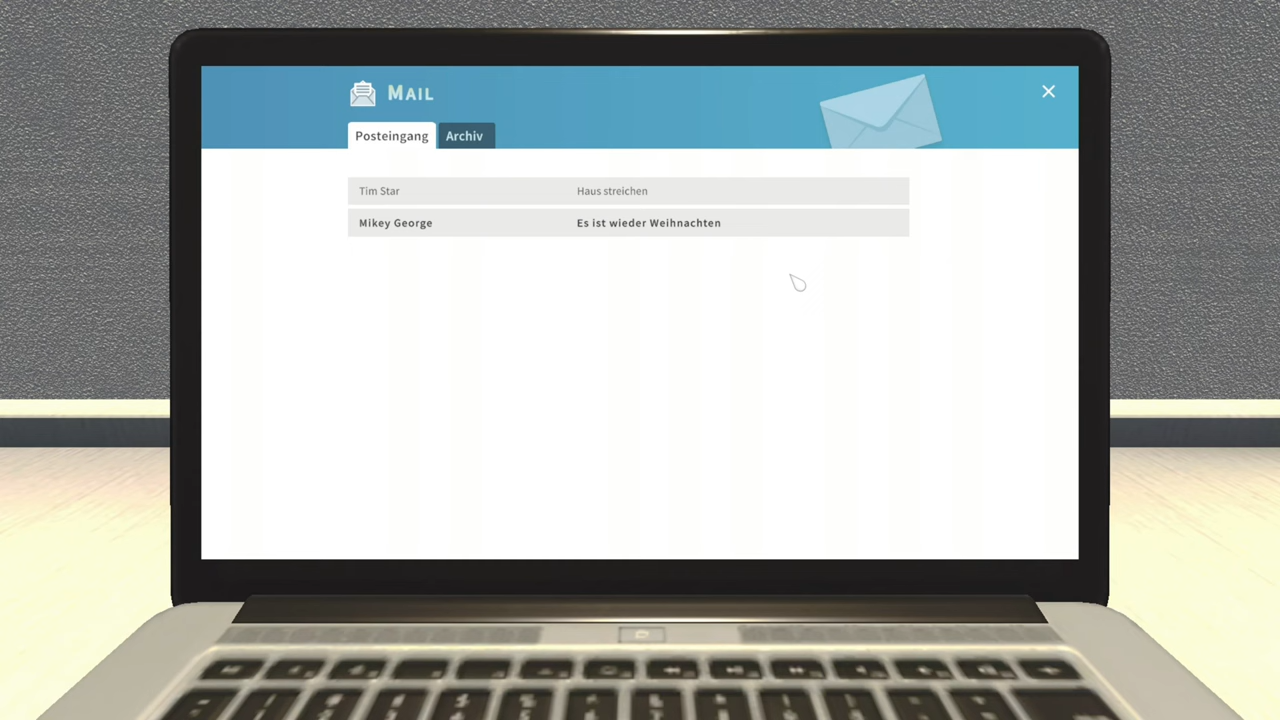 Mail
Posteingang Archiv
Tim Star Haus streichen
Mikey George Es ist wieder Weihnachten